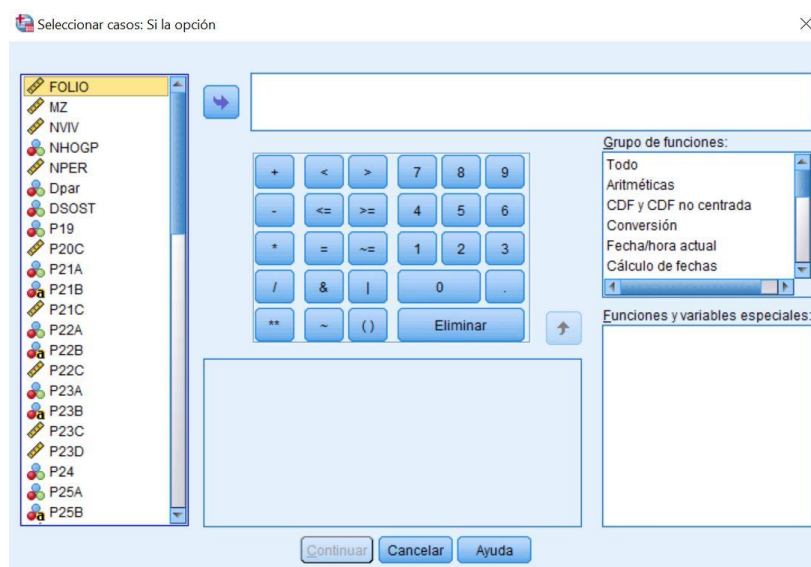 Seleccionar casos: Si la opción
FOLIO
MZ
NVIV
NHOGP
NPER
Dpar
DSOST
P19
P20C
P21A
P21B
P21C
P22A
P22B
P22C
P23A
P23B
P23C
P23D
P24
P25A
P25B
+ < > 7 8 9
- <= >= 4 5 6
* = ~= 1 2 3
/ & | 0 .
** ~ ( ) Eliminar
Grupo de funciones:
Todo
Aritméticas
CDF y CDF no centrada
Conversión
Fecha/hora actual
Cálculo de fechas
Funciones y variables especiales:
Continuar Cancelar Ayuda